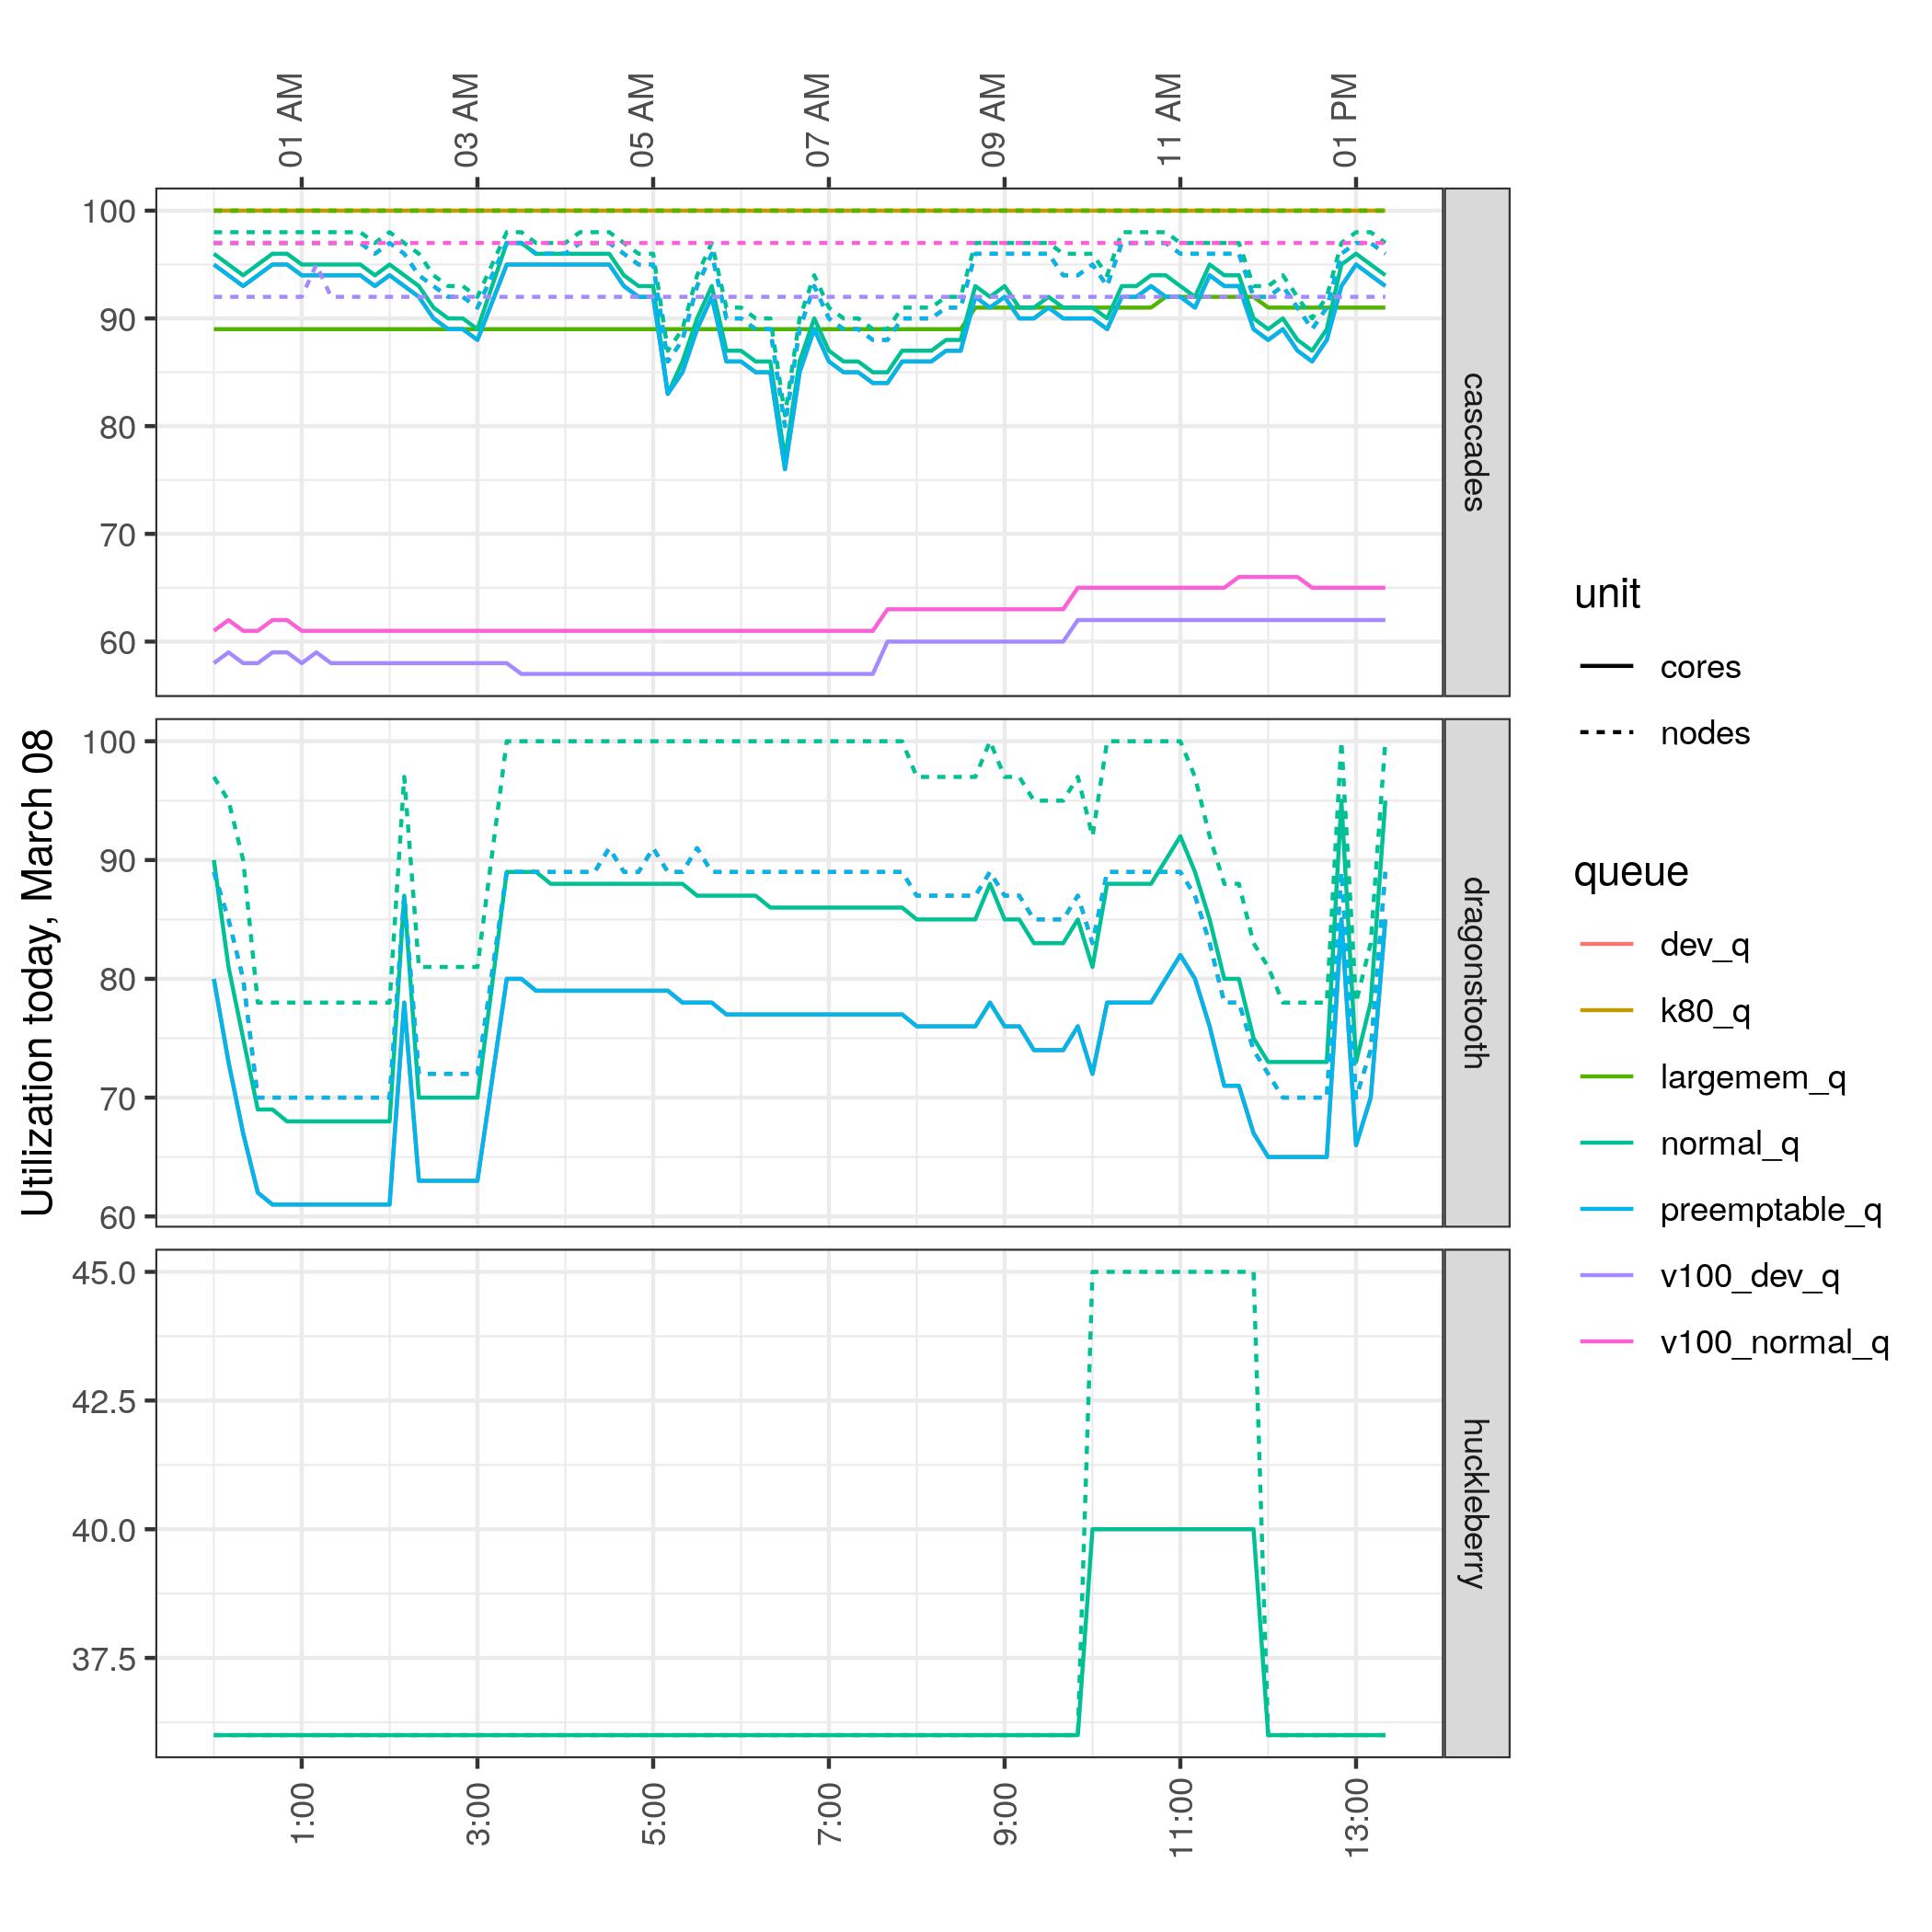 01 AM
03 AM
05 AM
07 AM
09 AM
11 AM
01 PM
Utilization today, March 08
100
90
80
70
60
cascades
100
90
80
70
60
dragonstooth
45.0
42.5
40.0
37.5
huckleberry
1:00
3:00
5:00
7:00
9:00
11:00
13:00
unit
cores
nodes
queue
dev_q
k80_q
largemem_q
normal_q
preemptable_q
v100_dev_q
v100_normal_q